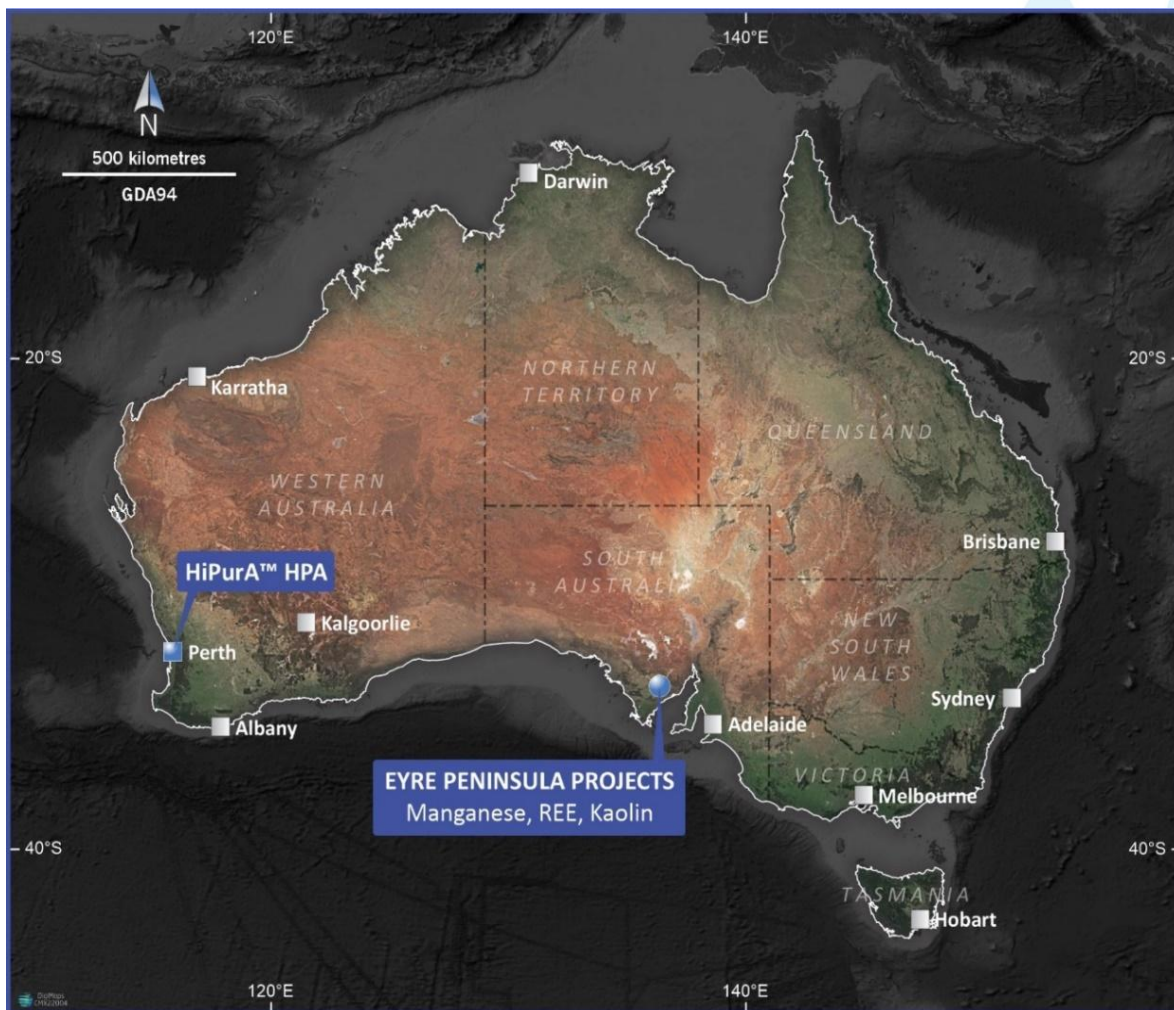 120°E
140°E
N
500 kilometres
GDA94
Darwin
20°S
20°S
NORTHERN
TERRITORY
Karratha
QUEENSLAND
WESTERN
AUSTRALIA
Brisbane
SOUTH
AUSTRALIA
HiPurA™ HPA
Kalgoorlie
NEW
SOUTH
WALES
Perth
Sydney
Albany
Adelaide
EYRE PENINSULA PROJECTS
Manganese, REE, Kaolin
VICTORIA
Melbourne
40°S
40°S
TASMANIA
Hobart
120°E
140°E
DigiMaps
CMX22004